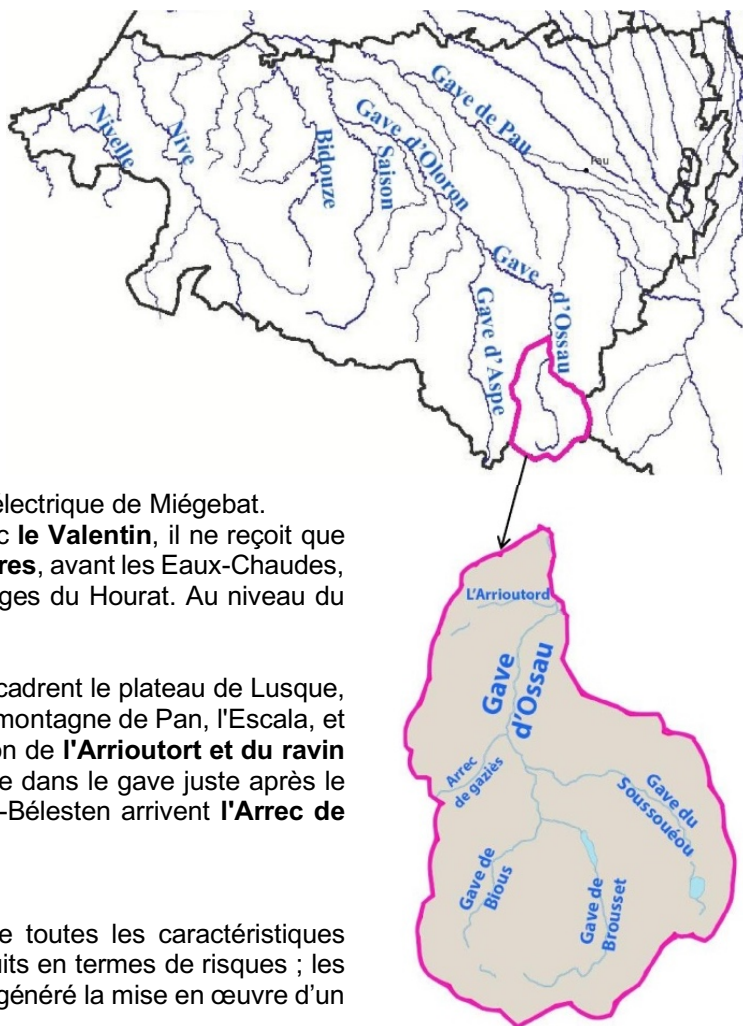 Nivelle
Nive
Bidouze
Saison
Gave d'Oloron
Gave de Pau
Pau
Gave d'Ossau
Gave d'Aspe
électrique de Miégebat.
c le Valentin, il ne reçoit que
res, avant les Eaux-Chaudes,
ges du Hourat. Au niveau du
cadrent le plateau de Lusque,
montagne de Pan, l'Escala, et
on de l'Arrioutort et du ravin
e dans le gave juste après le
-Bélesten arrivent l'Arrec de
e toutes les caractéristiques
uits en termes de risques ; les
généré la mise en œuvre d'un
L'Arrioutord
Gave
d'Ossau
Arrec
de gaziès
Gave du
Soussouéou
Gave de
Bious
Gave de
Brousset